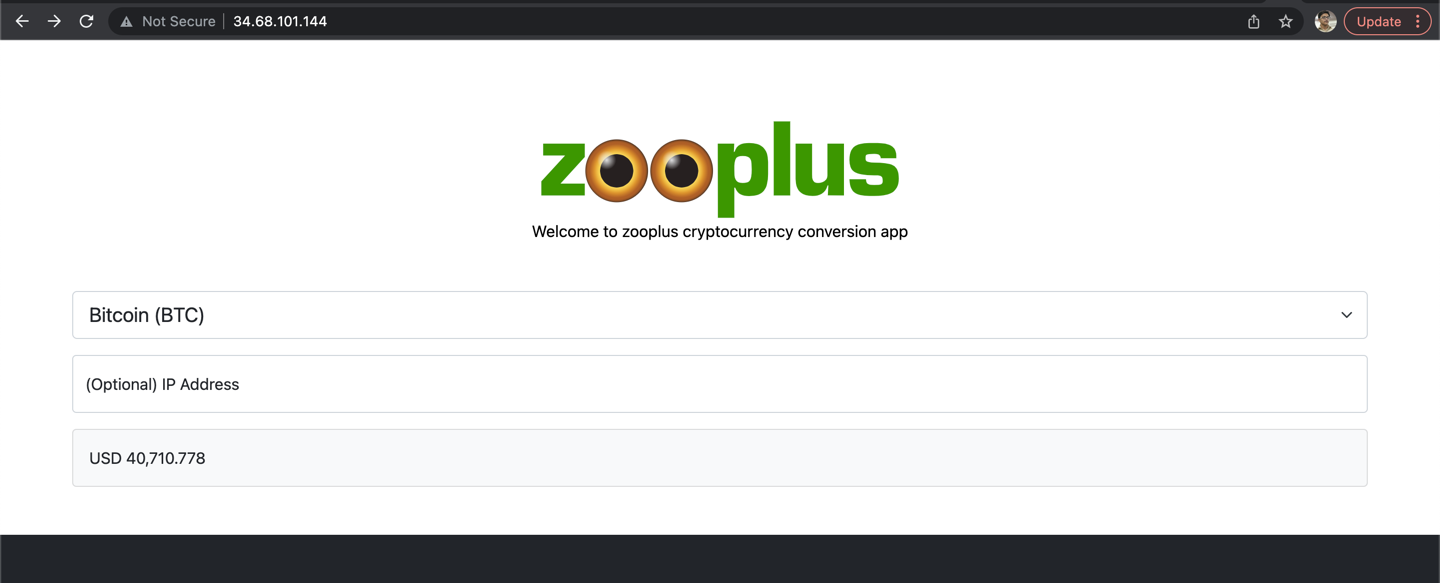 Not Secure 34.68.101.144 Update
zooplus
Welcome to zooplus cryptocurrency conversion app
Bitcoin (BTC)
(Optional) IP Address
USD 40,710.778